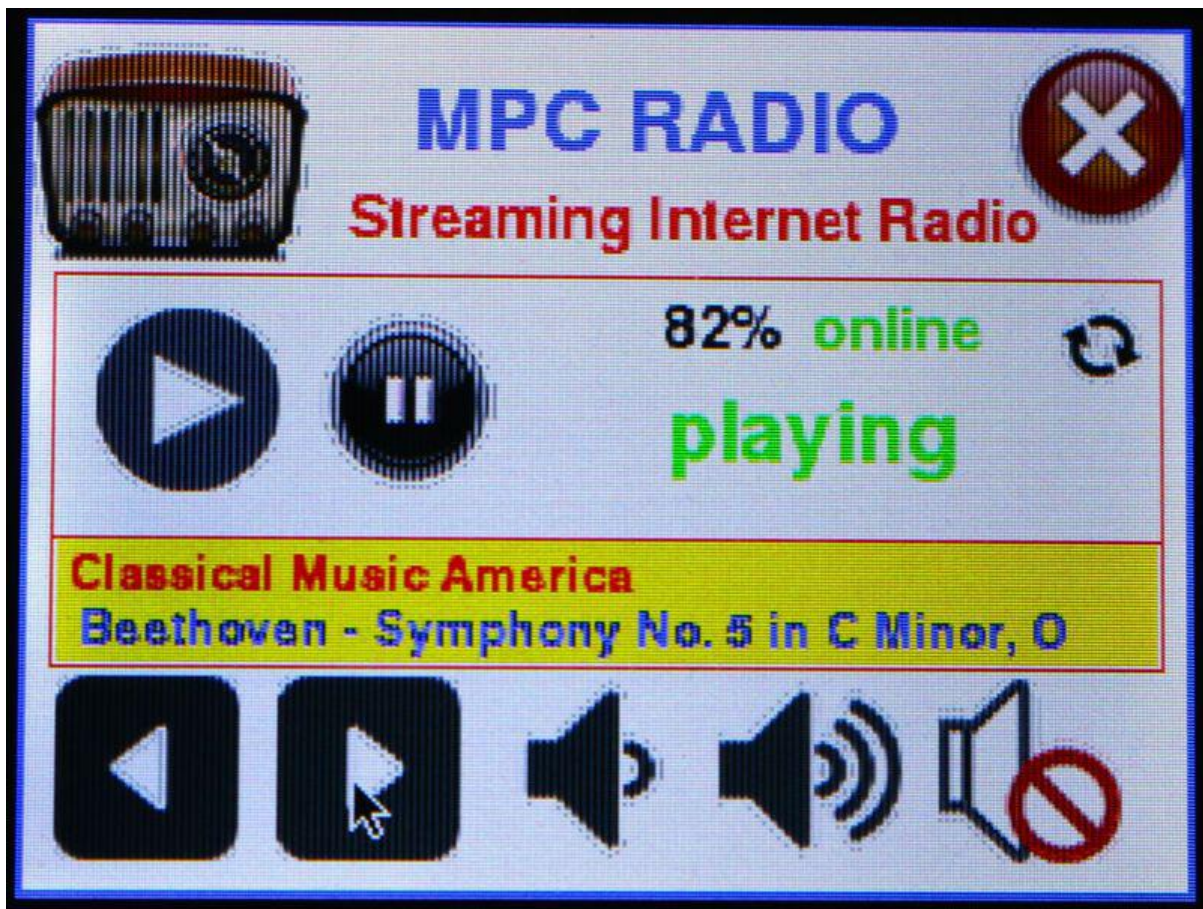 MPC RADIO
Streaming Internet Radio
82% online
playing
Classical Music America
Beethoven - Symphony No. 5 in C Minor, O